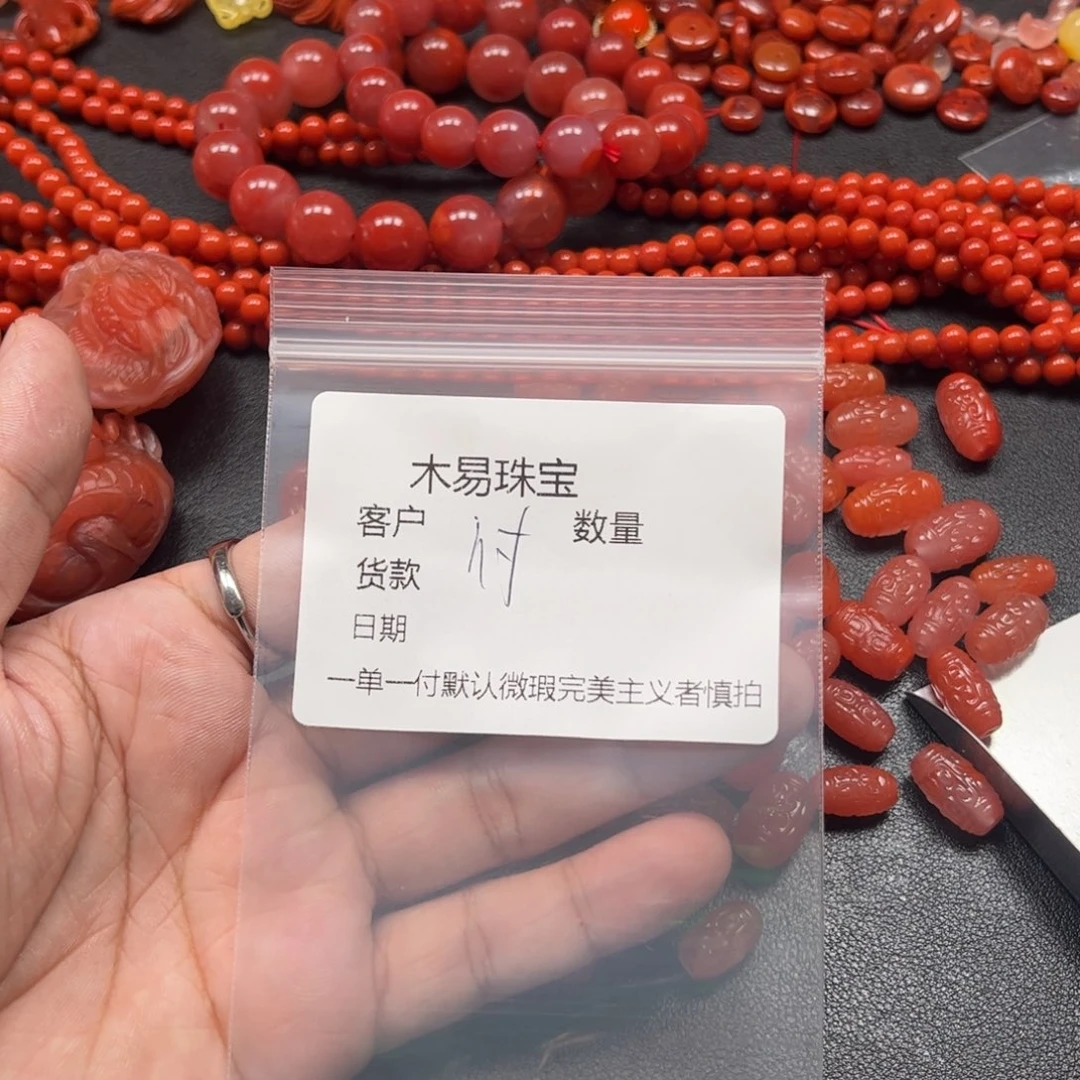 木易珠宝
客户 付 数量
货款
日期
一单一付默认微瑕完美主义者慎拍